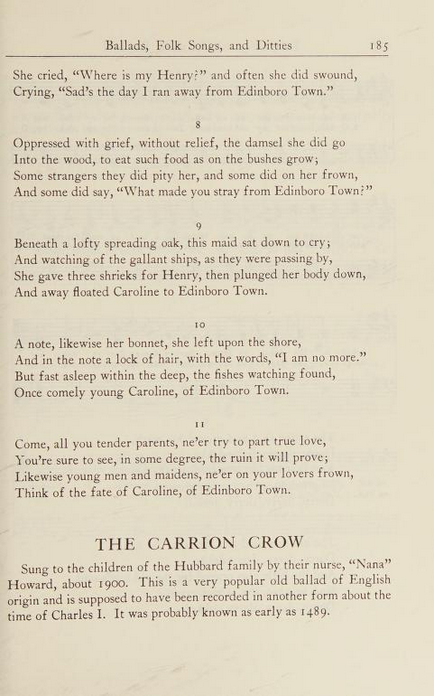 Ballads, Folk Songs, and Ditties 185
She cried, “Where is my Henry?” and often she did swound,
Crying, “Sad’s the day I ran away from Edinboro Town.”
8
Oppressed with grief, without relief, the damsel she did go
Into the wood, to eat such food as on the bushes grow;
Some strangers they did pity her, and some did on her frown,
And some did say, “What made you stray from Edinboro Town?”
9
Beneath a lofty spreading oak, this maid sat down to cry;
And watching of the gallant ships, as they were passing by,
She gave three shrieks for Henry, then plunged her body down,
And away floated Caroline to Edinboro Town.
10
A note, likewise her bonnet, she left upon the shore,
And in the note a lock of hair, with the words, “I am no more.”
But fast asleep within the deep, the fishes watching found,
Once comely young Caroline, of Edinboro Town.
11
Come, all you tender parents, ne’er try to part true love,
You’re sure to see, in some degree, the ruin it will prove;
Likewise young men and maidens, ne’er on your lovers frown,
Think of the fate of Caroline, of Edinboro Town.
THE CARRION CROW
Sung to the children of the Hubbard family by their nurse, “Nana”
Howard, about 1900. This is a very popular old ballad of English
origin and is supposed to have been recorded in another form about the
time of Charles I. It was probably known as early as 1489.